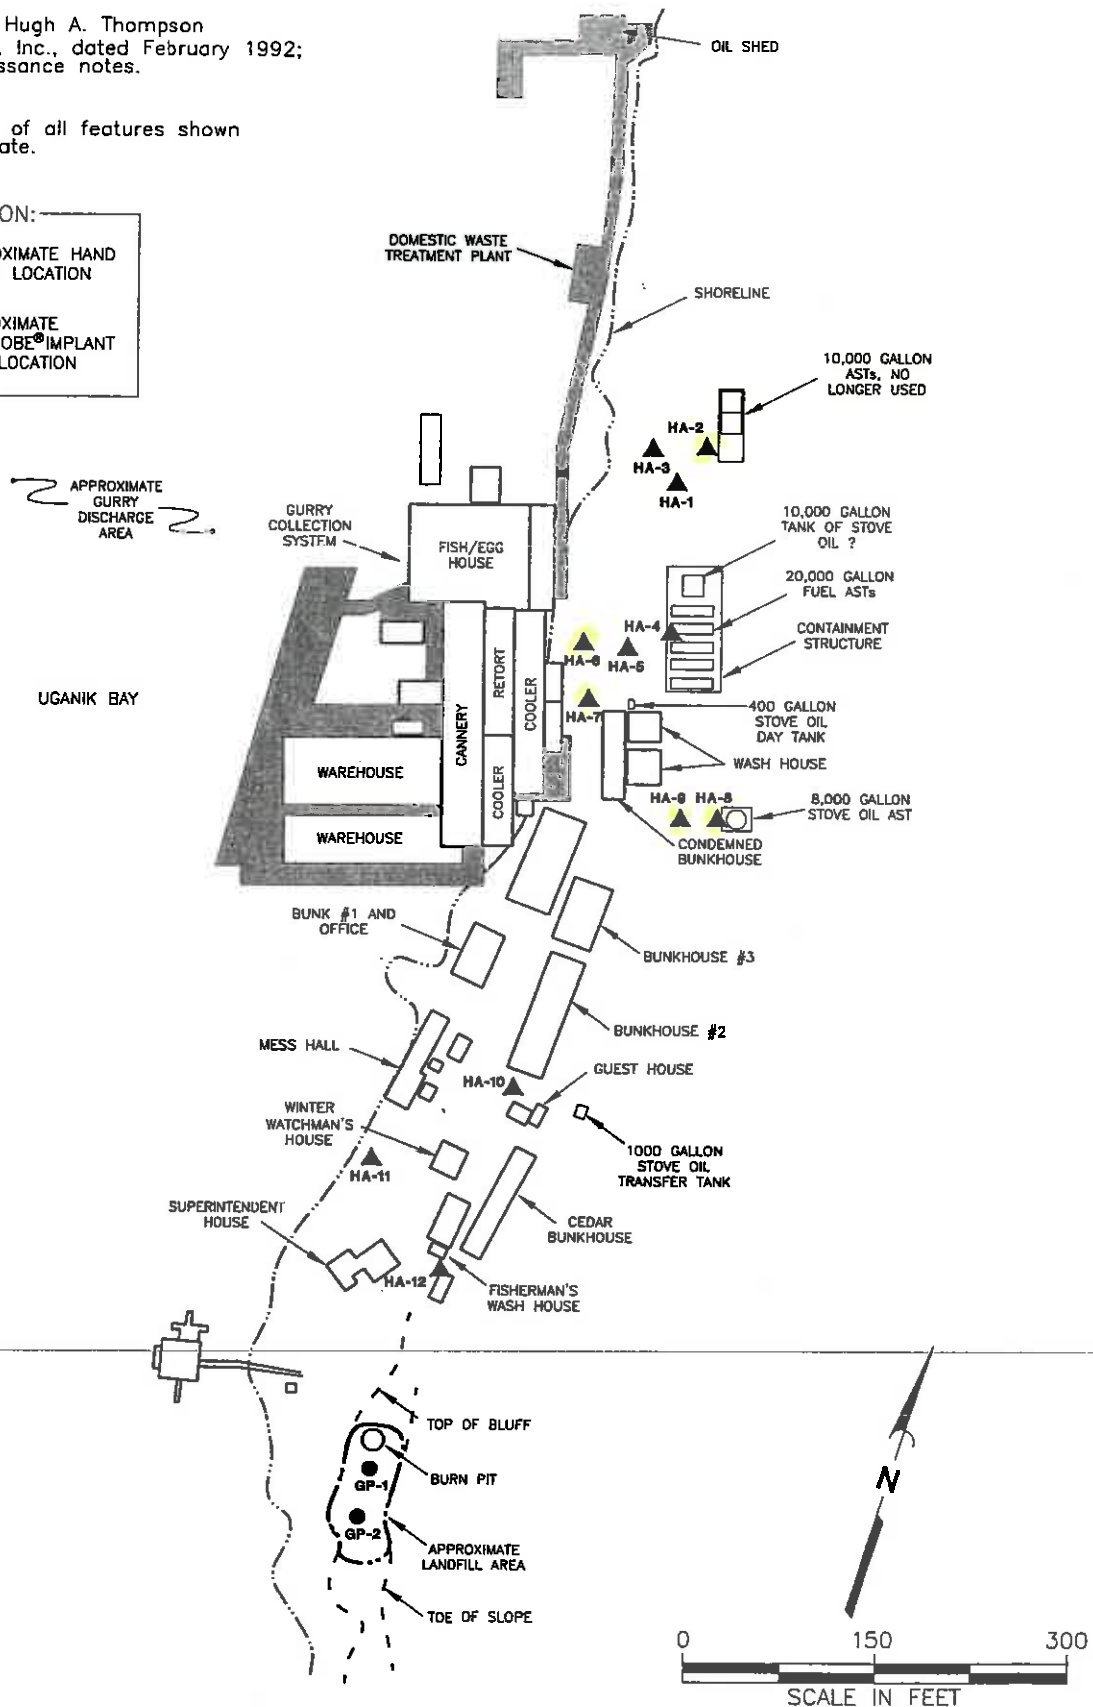 Hugh A. Thompson
, Inc., dated February 1992;
ssance notes.
of all features shown
ate.
ON:
OXIMATE HAND
LOCATION
OXIMATE
OBE® IMPLANT
LOCATION
OIL SHED
DOMESTIC WASTE
TREATMENT PLANT
SHORELINE
10,000 GALLON
ASTs, NO
LONGER USED
HA-2
HA-3
HA-1
APPROXIMATE
GURRY
DISCHARGE
AREA
GURRY
COLLECTION
SYSTEM
FISH/EGG
HOUSE
10,000 GALLON
TANK OF STOVE
OIL ?
20,000 GALLON
FUEL ASTs
CONTAINMENT
STRUCTURE
HA-4
HA-6
HA-5
HA-7
UGANIK BAY
CANNERY
RETORT
COOLER
COOLER
WAREHOUSE
WAREHOUSE
400 GALLON
STOVE OIL
DAY TANK
WASH HOUSE
HA-9
HA-8
8,000 GALLON
STOVE OIL AST
CONDEMNED
BUNKHOUSE
BUNK #1 AND
OFFICE
BUNKHOUSE #3
BUNKHOUSE #2
MESS HALL
HA-10
GUEST HOUSE
WINTER
WATCHMAN'S
HOUSE
HA-11
1000 GALLON
STOVE OIL
TRANSFER TANK
SUPERINTENDENT
HOUSE
CEDAR
BUNKHOUSE
HA-12
FISHERMAN'S
WASH HOUSE
TOP OF BLUFF
BURN PIT
GP-1
GP-2
APPROXIMATE
LANDFILL AREA
TOE OF SLOPE
N
0 150 300
SCALE IN FEET